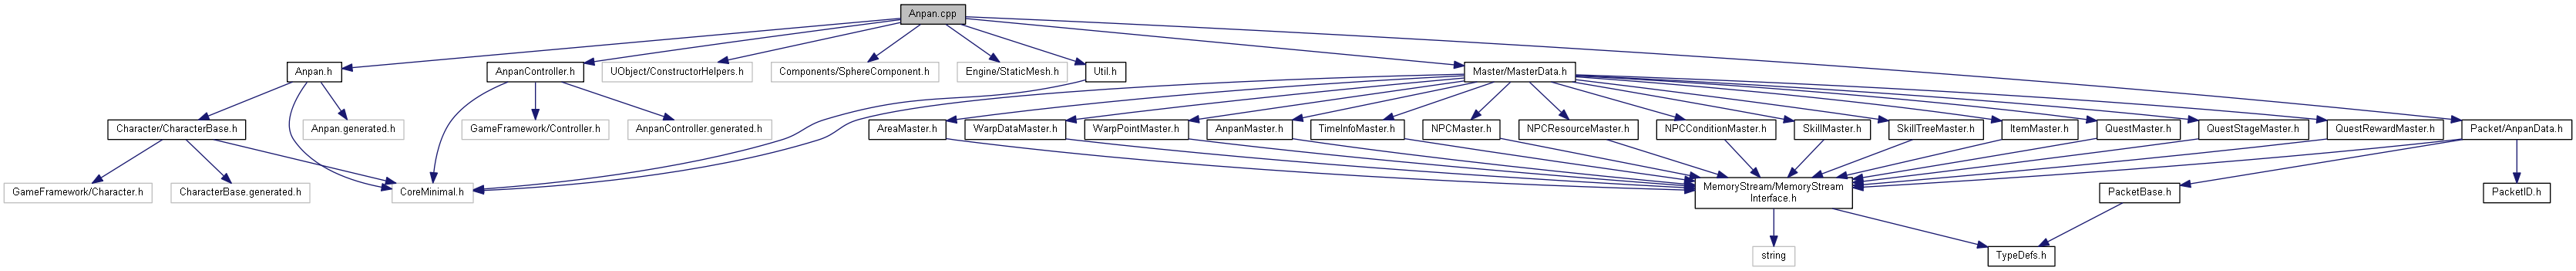 Anpan.cpp
Anpan.h
AnpanController.h
UObject/ConstructorHelpers.h
Components/SphereComponent.h
Engine/StaticMesh.h
Util.h
Master/MasterData.h
Character/CharacterBase.h
Anpan.generated.h
GameFramework/Controller.h
AnpanController.generated.h
AreaMaster.h
WarpDataMaster.h
WarpPointMaster.h
AnpanMaster.h
TimeInfoMaster.h
NPCMaster.h
NPCResourceMaster.h
NPCConditionMaster.h
SkillMaster.h
SkillTreeMaster.h
ItemMaster.h
QuestMaster.h
QuestStageMaster.h
QuestRewardMaster.h
Packet/AnpanData.h
GameFramework/Character.h
CharacterBase.generated.h
CoreMinimal.h
MemoryStream/MemoryStream
Interface.h
PacketBase.h
PacketID.h
string
TypeDefs.h